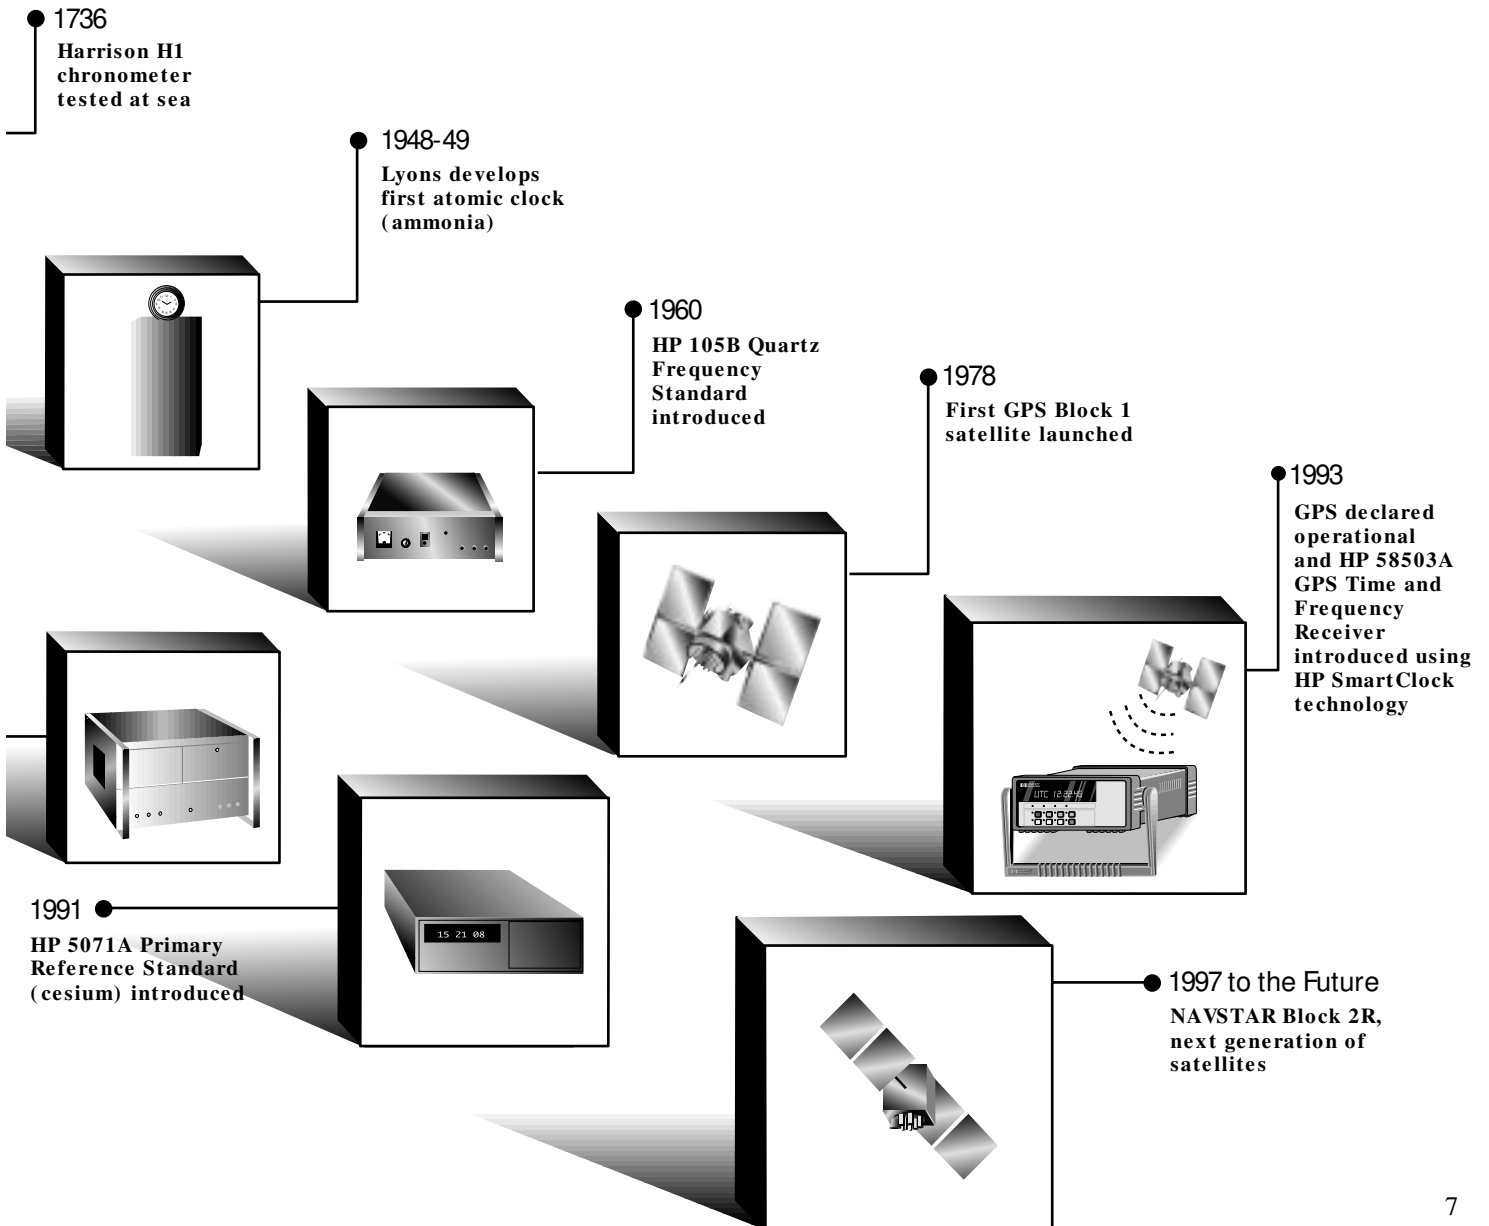 1736
Harrison H1
chronometer
tested at sea
1948-49
Lyons develops
first atomic clock
(ammonia)
1960
HP 105B Quartz
Frequency
Standard
introduced
1978
First GPS Block 1
satellite launched
1993
GPS declared
operational
and HP 58503A
GPS Time and
Frequency
Receiver
introduced using
HP SmartClock
technology
UTC 12:22:46
1991
HP 5071A Primary
Reference Standard
(cesium) introduced
15 21 08
1997 to the Future
NAVSTAR Block 2R,
next generation of
satellites
7